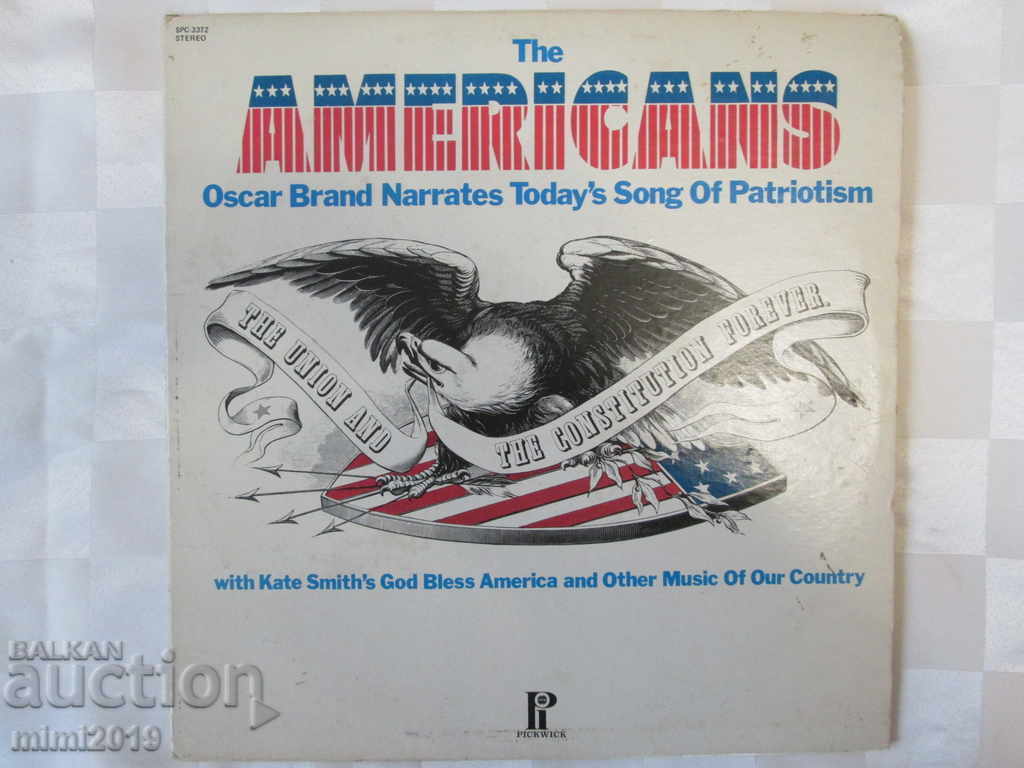 SPC-3372
STEREO
The
AMERICANS
Oscar Brand Narrates Today's Song Of Patriotism
THE UNION AND
THE CONSTITUTION FOREVER.
with Kate Smith's God Bless America and Other Music Of Our Country
Pi
PICKWICK
BALKAN
auction
mimi2019